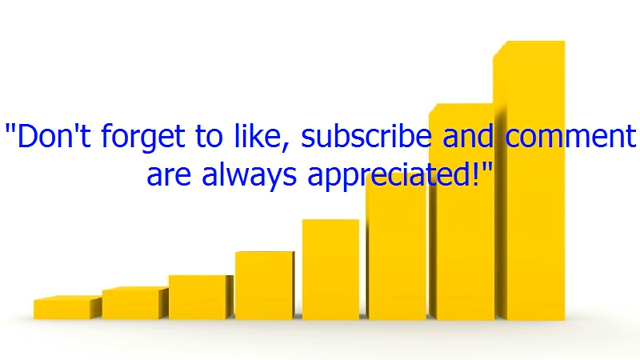 "Don't forget to like, subscribe and comment
are always appreciated!"